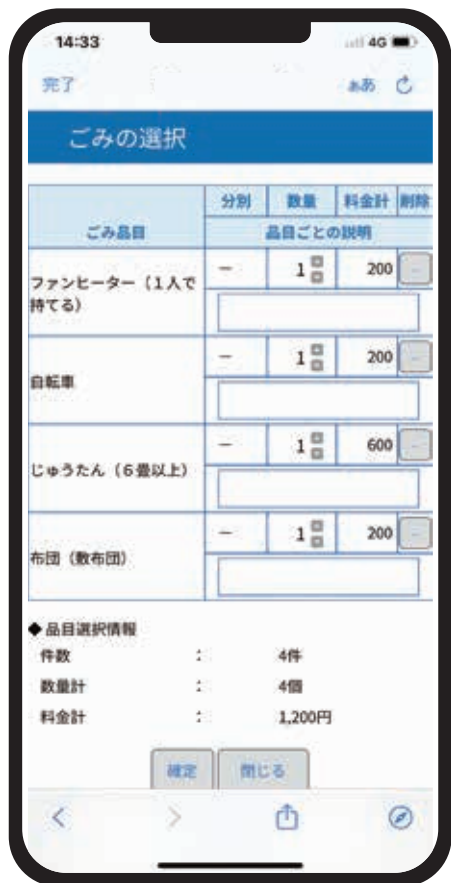 14:33
4G
完了
ああ
ごみの選択
分別 数量 料金計 削除
ごみ品目
品目ごとの説明
ファンヒーター（１人で
持てる）
－ 1 200
自転車
－ 1 200
じゅうたん（６畳以上）
－ 1 600
布団（敷布団）
－ 1 200
◆品目選択情報
件数 : 4件
数量計 : 4個
料金計 : 1,200円
確定 閉じる